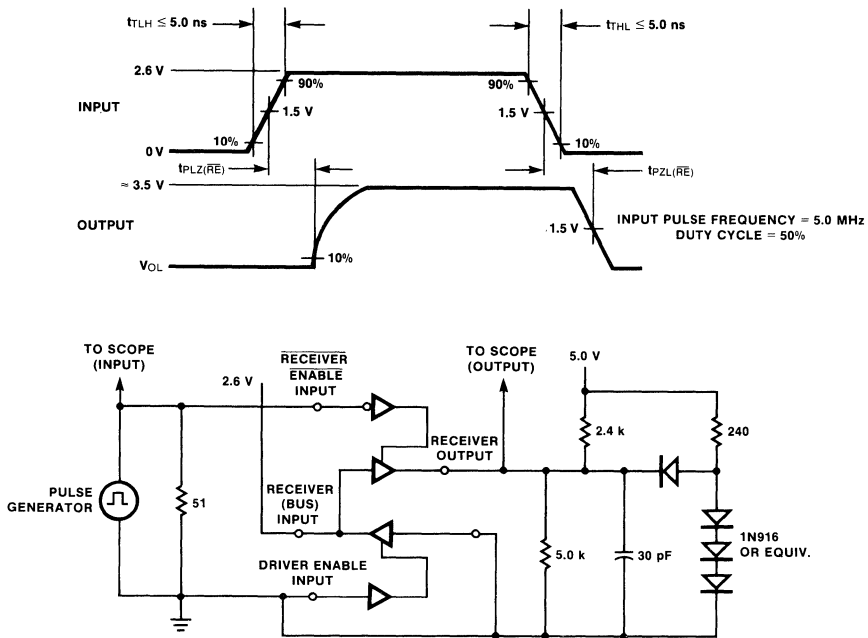 tTLH ≤ 5.0 ns
tTHL ≤ 5.0 ns
2.6 V
90%
90%
INPUT
1.5 V
1.5 V
10%
10%
0 V
tPLZ(R̅E̅)
tPZL(R̅E̅)
≈ 3.5 V
OUTPUT
1.5 V
INPUT PULSE FREQUENCY = 5.0 MHz
DUTY CYCLE = 50%
VOL
10%
TO SCOPE
(INPUT)
2.6 V
RECEIVER
ENABLE
INPUT
TO SCOPE
(OUTPUT)
5.0 V
2.4 k
240
RECEIVER
OUTPUT
PULSE
GENERATOR
51
RECEIVER
(BUS)
INPUT
5.0 k
30 pF
1N916
OR EQUIV.
DRIVER ENABLE
INPUT